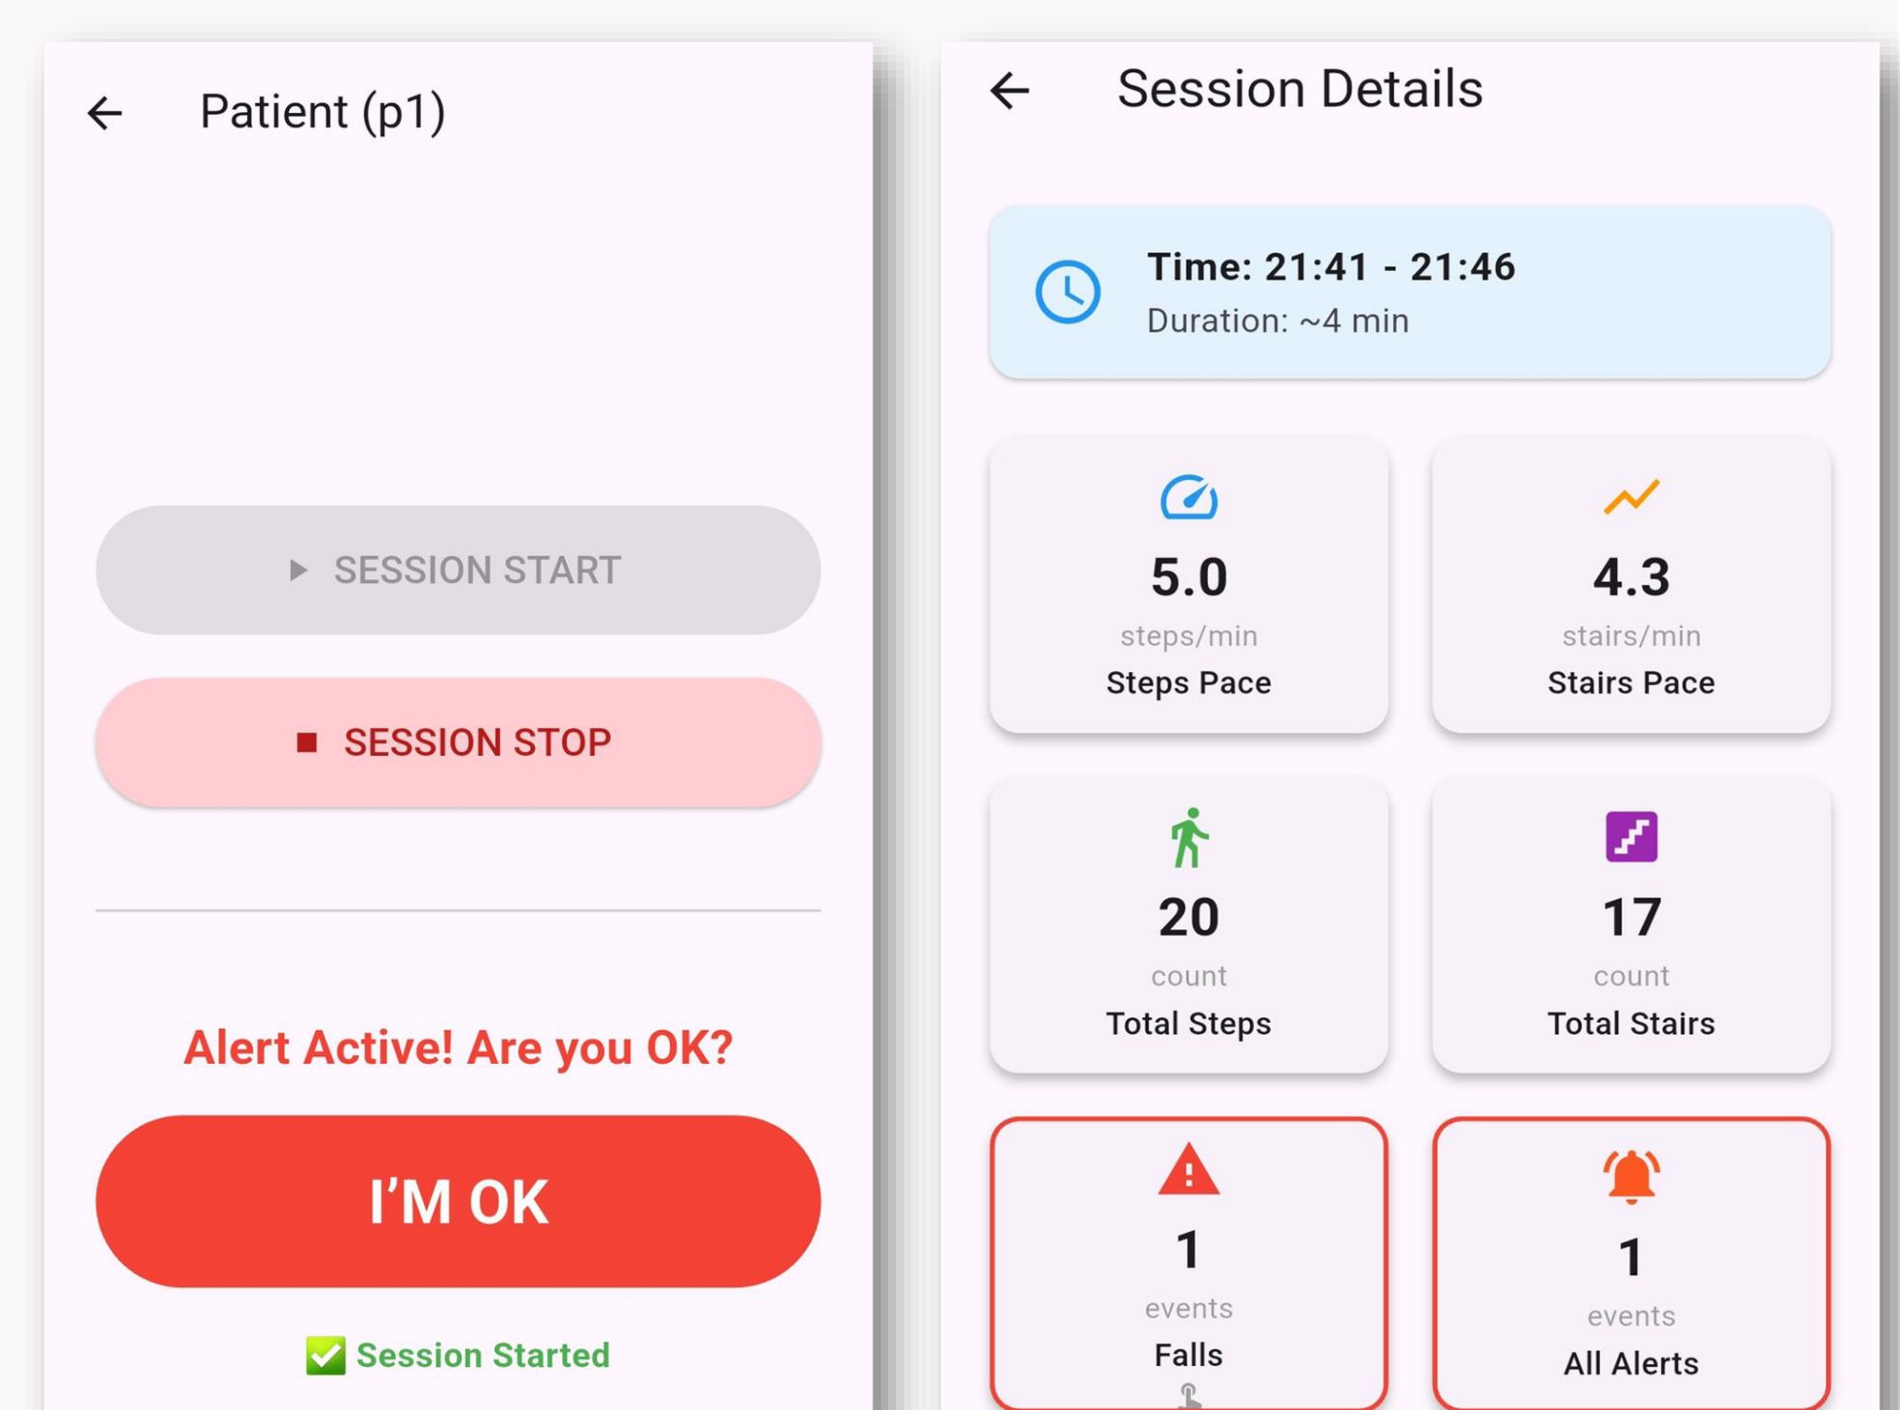 Patient (p1)
SESSION START
SESSION STOP
Alert Active! Are you OK?
I’M OK
Session Started
Session Details
Time: 21:41 - 21:46
Duration: ~4 min
5.0
steps/min
Steps Pace
4.3
stairs/min
Stairs Pace
20
count
Total Steps
17
count
Total Stairs
1
events
Falls
1
events
All Alerts